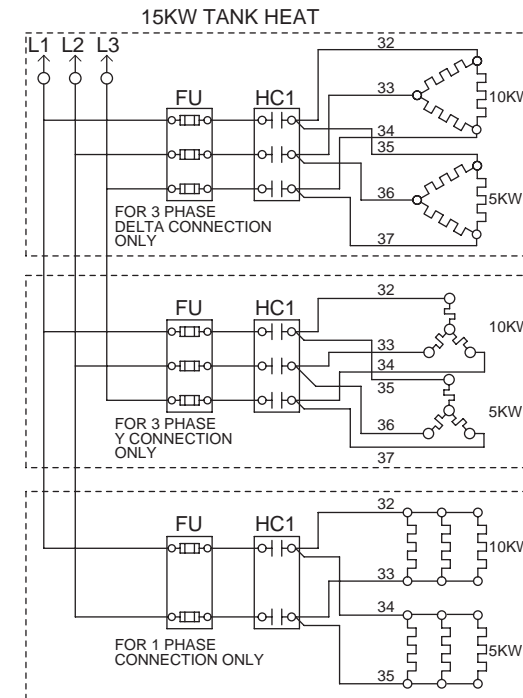 15KW TANK HEAT
L1 L2 L3
FU HC1
32
33
10KW
34
35
36
5KW
37
FOR 3 PHASE
DELTA CONNECTION
ONLY
FU HC1
32
10KW
33
34
35
5KW
36
37
FOR 3 PHASE
Y CONNECTION
ONLY
FU HC1
32
10KW
33
34
5KW
35
FOR 1 PHASE
CONNECTION ONLY